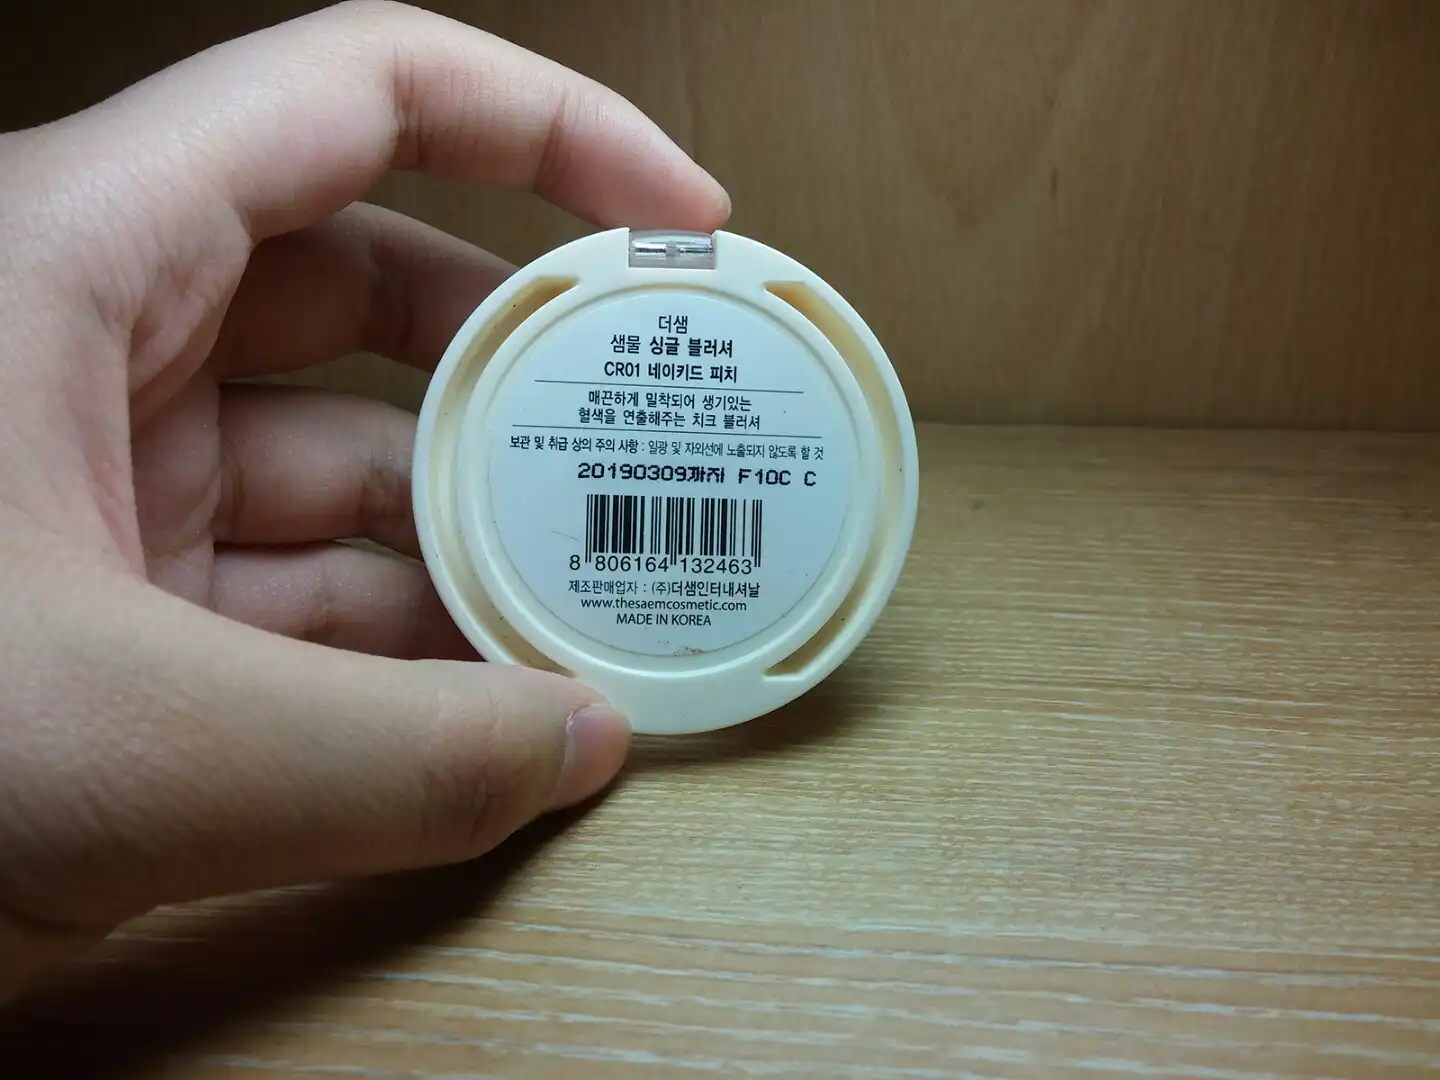 더샘
샘물 싱글 블러셔
CR01 네이키드 피치
매끈하게 밀착되어 생기있는
혈색을 연출해주는 치크 블러셔
보관 및 취급 상의 주의 사항 : 일광 및 자외선에 노출되지 않도록 할 것
20190309까지 F10C C
8 806164 132463
제조판매업자 : (주)더샘인터내셔날
www.thesaemcosmetic.com
MADE IN KOREA